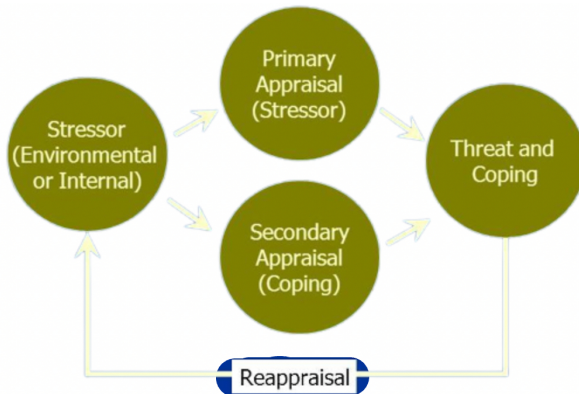 Stressor
(Environmental
or Internal)
Primary
Appraisal
(Stressor)
Secondary
Appraisal
(Coping)
Threat and
Coping
Reappraisal